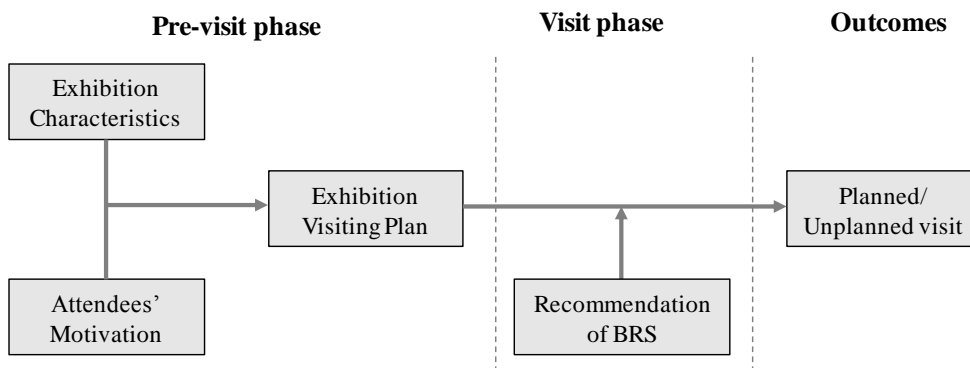 Pre-visit phase
Visit phase
Outcomes
Exhibition
Characteristics
Exhibition
Visiting Plan
Planned/
Unplanned visit
Attendees’
Motivation
Recommendation
of BRS